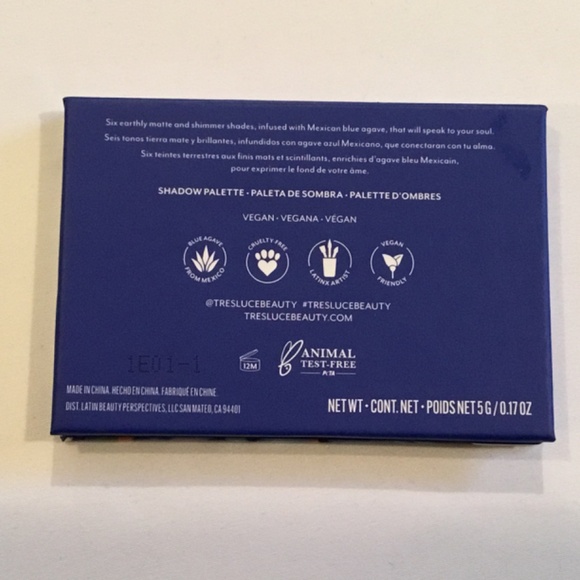 Six earthly matte and shimmer shades, infused with Mexican blue agave, that will speak to your soul.
Seis tonos tierra mate y brillantes, infundidos con agave azul Mexicano, que conectaran con tu alma.
Six teintes terrestres aux finis mats et scintillants, enrichies d'agave bleu Mexicain,
pour exprimer le fond de votre âme.
SHADOW PALETTE • PALETA DE SOMBRA • PALETTE D'OMBRES
VEGAN • VEGANA • VÉGAN
BLUE AGAVE FROM MEXICO
CRUELTY FREE
LATINX ARTIST
VEGAN FRIENDLY
@TRESLUCEBEAUTY #TRESLUCEBEAUTY
TRESLUCEBEAUTY.COM
1E01-1
12M
ANIMAL
TEST-FREE
PETA
MADE IN CHINA. HECHO EN CHINA. FABRIQUÉ EN CHINE.
DIST. LATIN BEAUTY PERSPECTIVES, LLC SAN MATEO, CA 94401
NET WT • CONT. NET • POIDS NET 5 G / 0.17 OZ